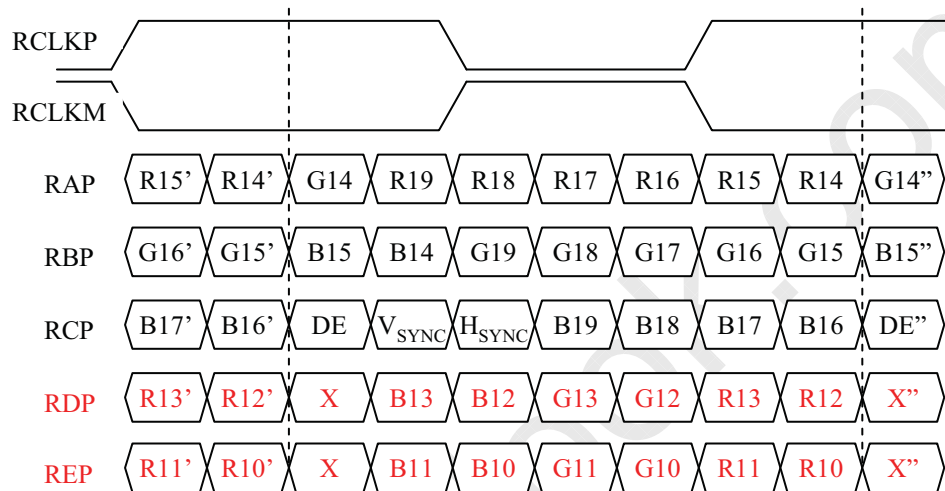 RCLKP
RCLKM
RAP R15’ R14’ G14 R19 R18 R17 R16 R15 R14 G14”
RBP G16’ G15’ B15 B14 G19 G18 G17 G16 G15 B15”
RCP B17’ B16’ DE VSYNC HSYNC B19 B18 B17 B16 DE”
RDP R13’ R12’ X B13 B12 G13 G12 R13 R12 X”
REP R11’ R10’ X B11 B10 G11 G10 R11 R10 X”